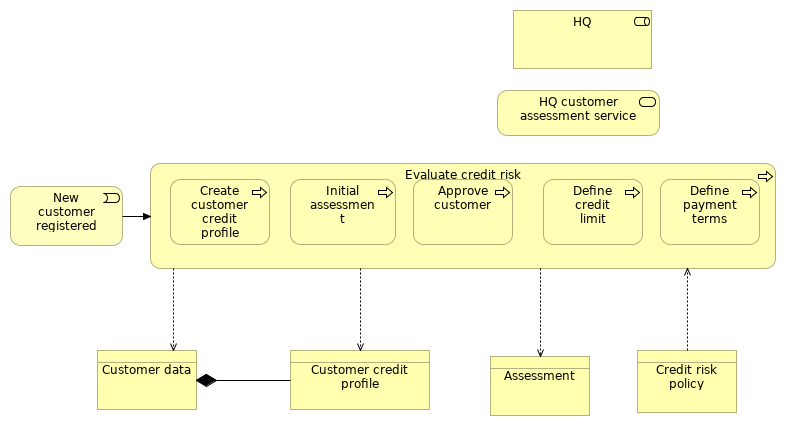 HQ
HQ customer
assessment service
Evaluate credit risk
New
customer
registered
Create
customer
credit
profile
Initial
assessmen
t
Approve
customer
Define
credit
limit
Define
payment
terms
Customer data
Customer credit
profile
Assessment
Credit risk
policy